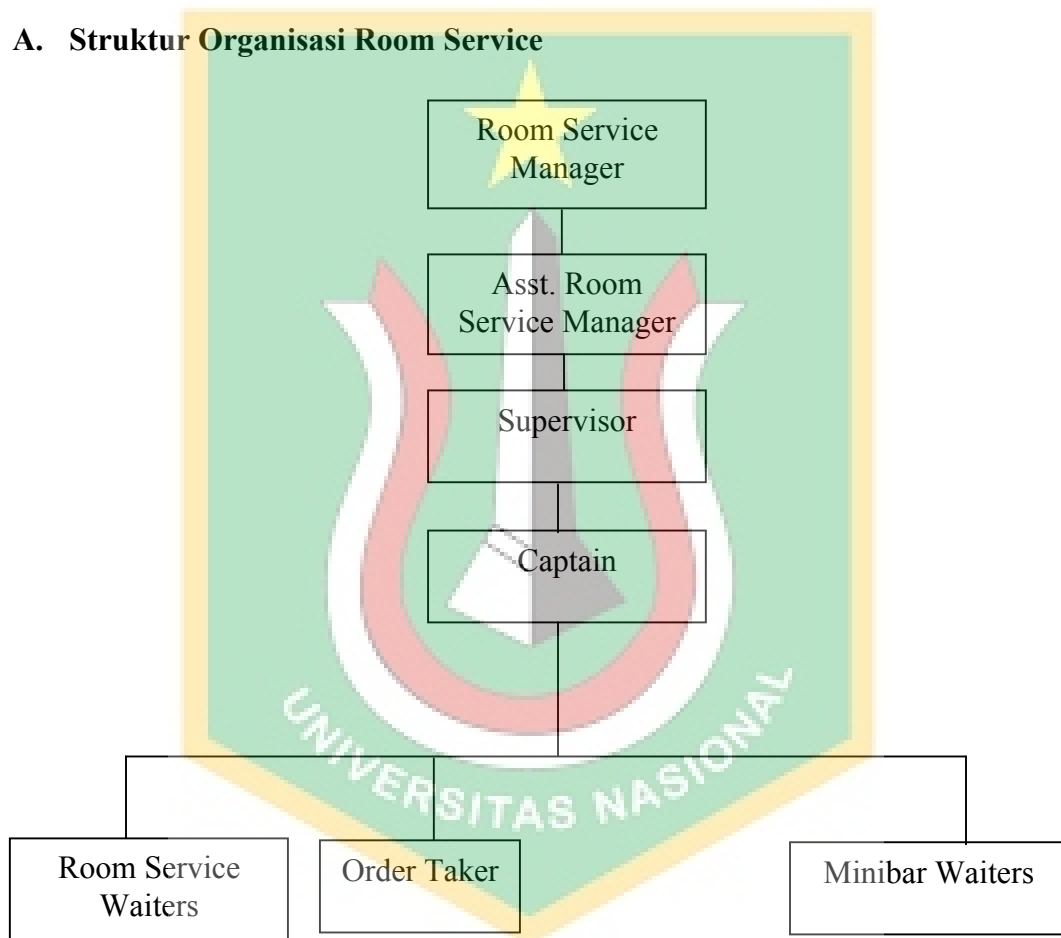 A. Struktur Organisasi Room Service
Room Service
Manager
Asst. Room
Service Manager
Supervisor
Captain
UNIVERSITAS NASIONAL
Room Service
Waiters
Order Taker
Minibar Waiters